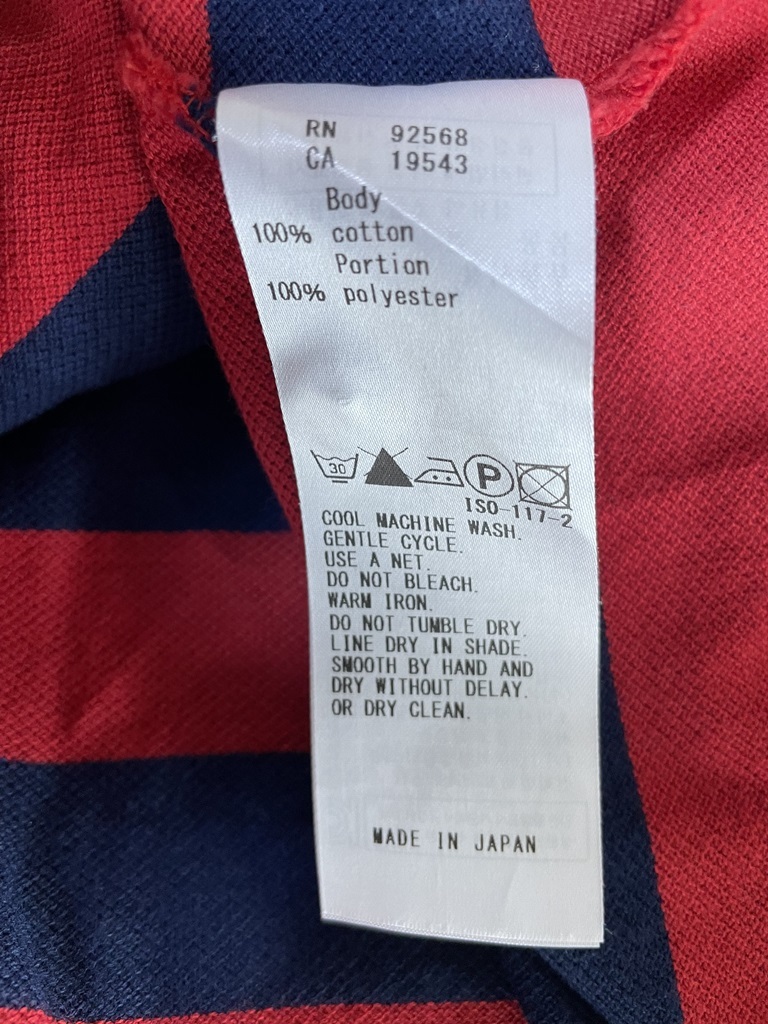 RN 92568
CA 19543
Body
100% cotton
Portion
100% polyester
30 P
ISO-117-2
COOL MACHINE WASH.
GENTLE CYCLE.
USE A NET.
DO NOT BLEACH.
WARM IRON.
DO NOT TUMBLE DRY.
LINE DRY IN SHADE.
SMOOTH BY HAND AND
DRY WITHOUT DELAY.
OR DRY CLEAN.
MADE IN JAPAN